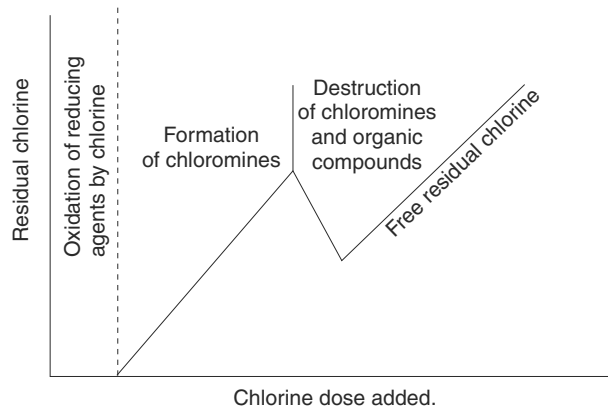 Residual chlorine
Oxidation of reducing
agents by chlorine
Formation
of chloromines
Destruction
of chloromines
and organic
compounds
Free residual chlorine
Chlorine dose added.